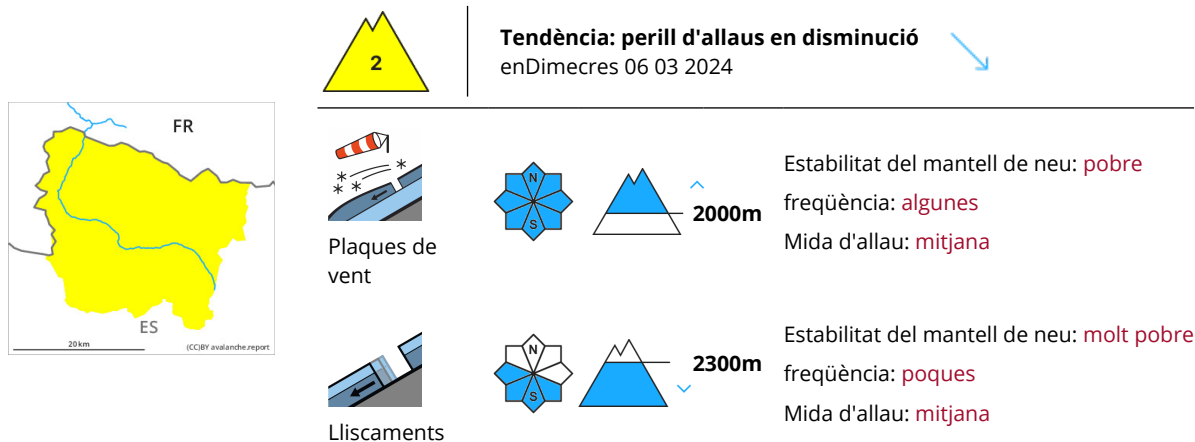 2
Tendència: perill d'allaus en disminució
enDimecres 06 03 2024
FR
ES
20 km
(CC)BY avalanche.report
N
S
2000m
Estabilitat del mantell de neu: pobre
freqüència: algunes
Mida d'allau: mitjana
Plaques de
vent
N
S
2300m
Estabilitat del mantell de neu: molt pobre
freqüència: poques
Mida d'allau: mitjana
Lliscaments